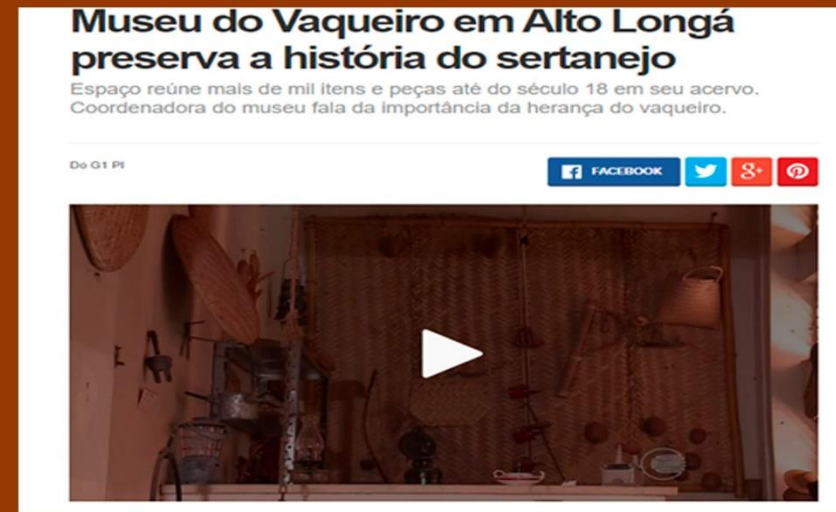 Museu do Vaqueiro em Alto Longá
preserva a história do sertanejo
Espaço reúne mais de mil itens e peças até do século 18 em seu acervo.
Coordenadora do museu fala da importância da herança do vaqueiro.
Do G1 PI
FACEBOOK